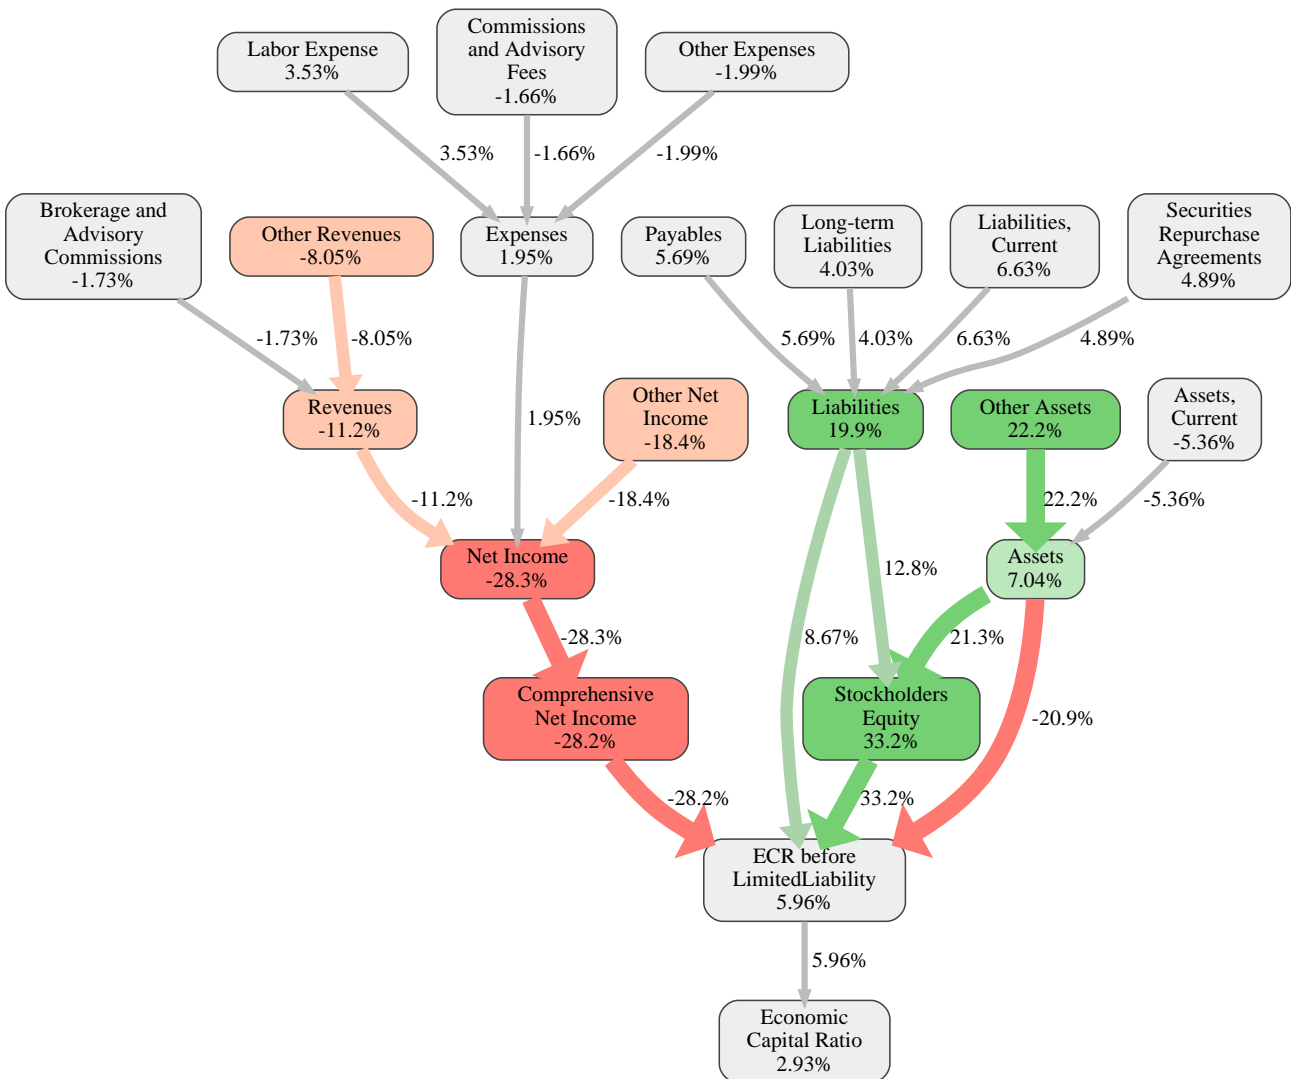 Labor Expense
3.53%
Commissions
and Advisory
Fees
-1.66%
Other Expenses
-1.99%
3.53%
-1.66%
-1.99%
Brokerage and
Advisory
Commissions
-1.73%
Other Revenues
-8.05%
Expenses
1.95%
Payables
5.69%
Long-term
Liabilities
4.03%
Liabilities,
Current
6.63%
Securities
Repurchase
Agreements
4.89%
-1.73%
-8.05%
5.69%
4.03%
6.63%
4.89%
Revenues
-11.2%
1.95%
Other Net
Income
-18.4%
Liabilities
19.9%
Other Assets
22.2%
Assets,
Current
-5.36%
-11.2%
-18.4%
22.2%
-5.36%
Net Income
-28.3%
12.8%
Assets
7.04%
-28.3%
8.67%
21.3%
Comprehensive
Net Income
-28.2%
Stockholders
Equity
33.2%
-20.9%
-28.2%
33.2%
ECR before
LimitedLiability
5.96%
5.96%
Economic
Capital Ratio
2.93%